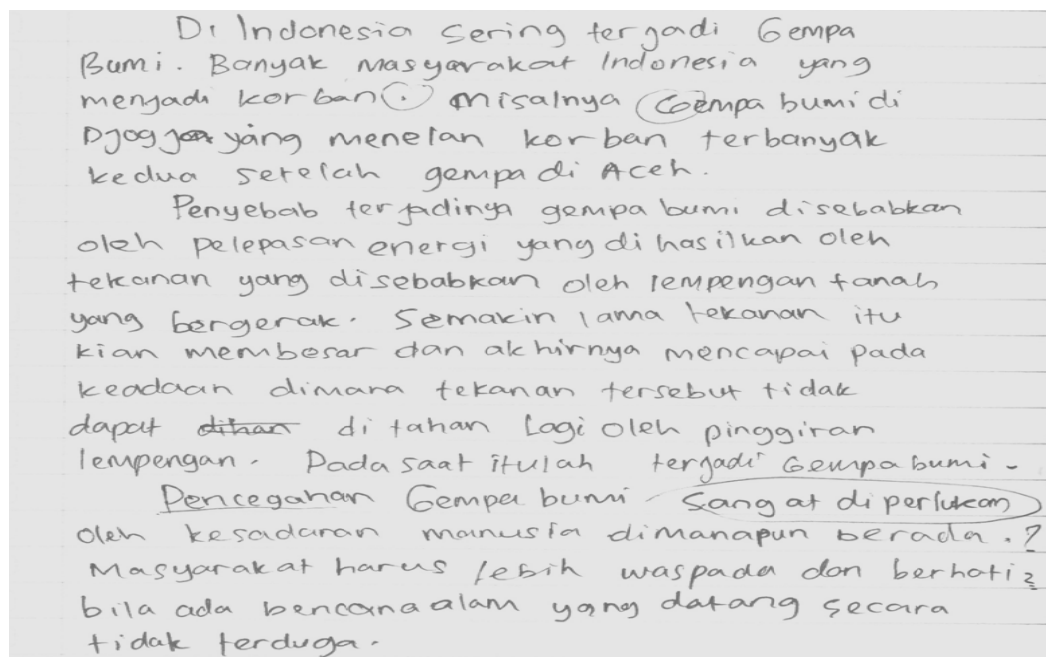 Di Indonesia sering terjadi Gempa
Bumi. Banyak masyarakat Indonesia yang
menjadi korban. misalnya Gempa bumi di
Djogja yang menelan korban terbanyak
kedua setelah gempa di Aceh.
Penyebab terjadinya gempa bumi disebabkan
oleh pelepasan energi yang di hasilkan oleh
tekanan yang disebabkan oleh lempengan tanah
yang bergerak. Semakin lama tekanan itu
kian membesar dan akhirnya mencapai pada
keadaan dimana tekanan tersebut tidak
dapat di tahan Lagi oleh pinggiran
lempengan. Pada saat itulah terjadi Gempa bumi.
Pencegahan Gempa bumi sangat diperlukan
oleh kesadaran manusia dimanapun berada. ?
Masyarakat harus lebih waspada dan berhati2
bila ada bencana alam yang datang secara
tidak terduga.